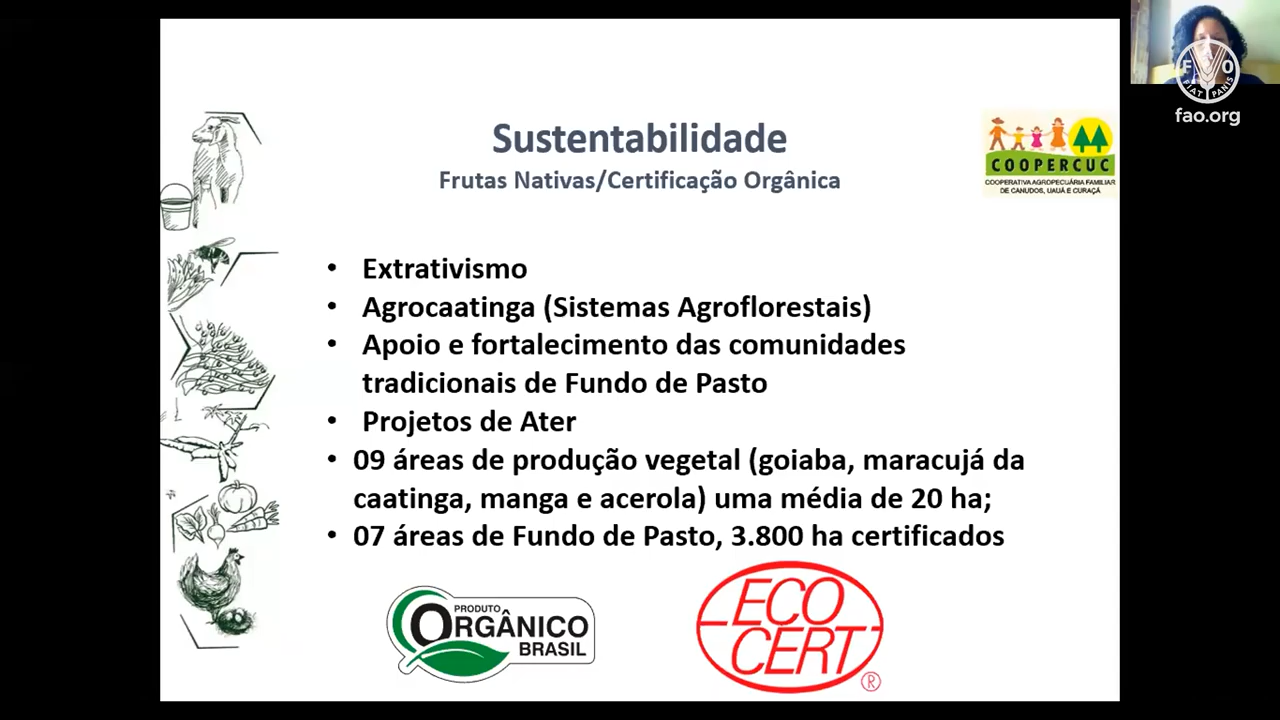 Sustentabilidade
Frutas Nativas/Certificação Orgânica
COOPERCUC
COOPERATIVA AGROPECUÁRIA FAMILIAR
DE CANUDOS, UAUÁ E CURAÇÁ
FAO
FIAT PANIS
fao.org
• Extrativismo
• Agrocaatinga (Sistemas Agroflorestais)
• Apoio e fortalecimento das comunidades
tradicionais de Fundo de Pasto
• Projetos de Ater
• 09 áreas de produção vegetal (goiaba, maracujá da
caatinga, manga e acerola) uma média de 20 ha;
• 07 áreas de Fundo de Pasto, 3.800 ha certificados
PRODUTO
ORGÂNICO
BRASIL
ECO
CERT
®